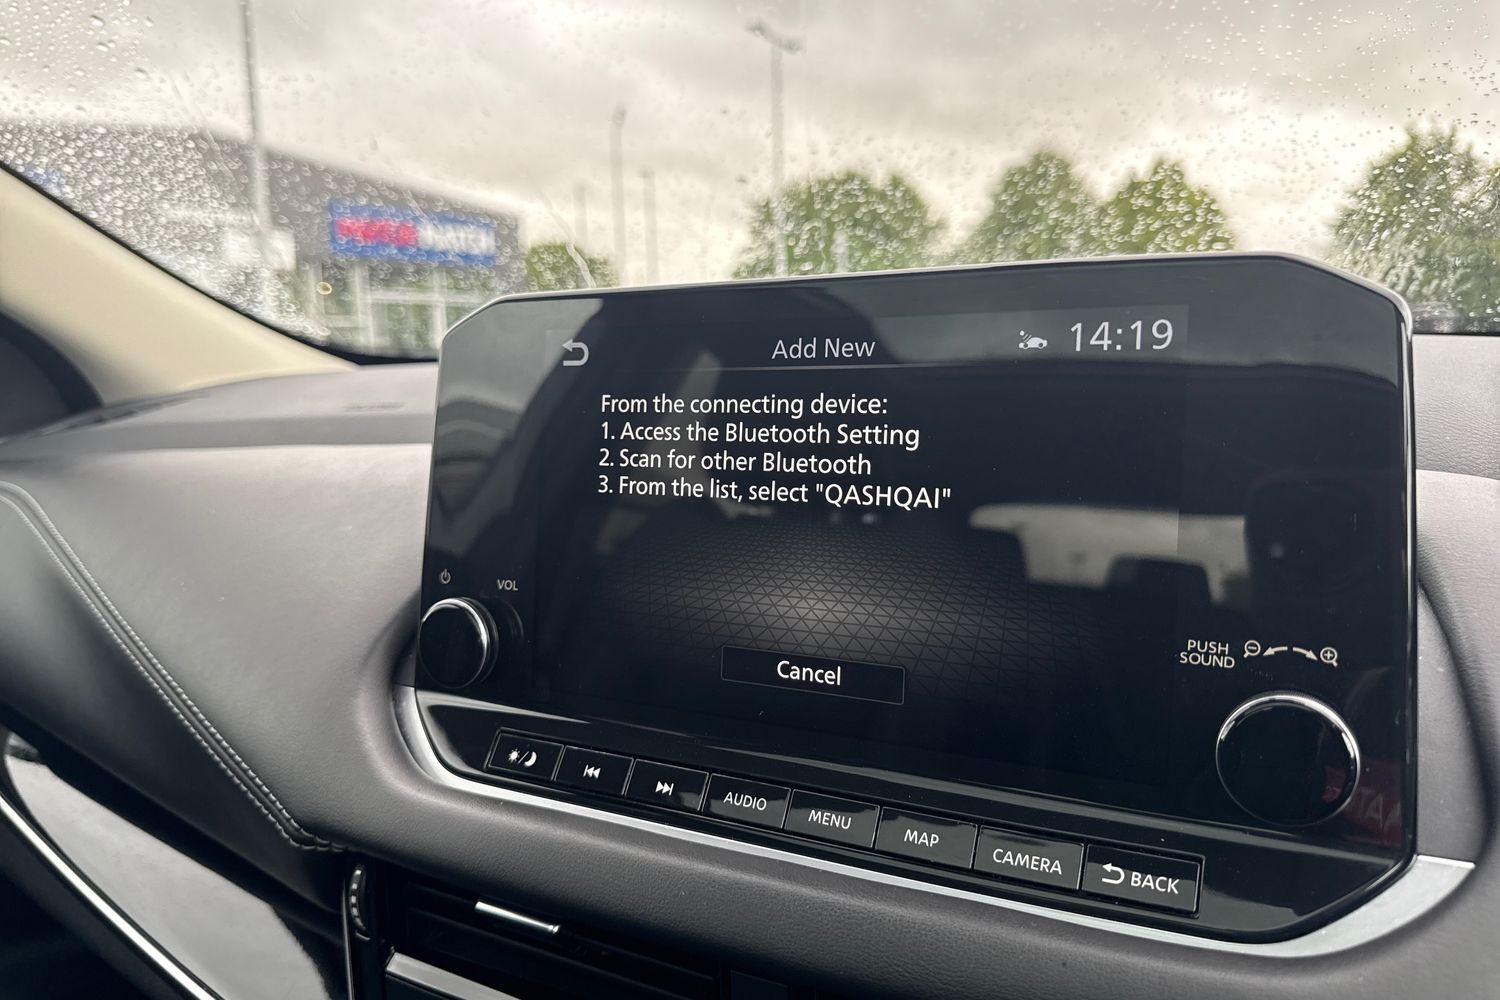 Add New
14:19
From the connecting device:
1. Access the Bluetooth Setting
2. Scan for other Bluetooth
3. From the list, select "QASHQAI"
Cancel
VOL
PUSH
SOUND
AUDIO
MENU
MAP
CAMERA
BACK